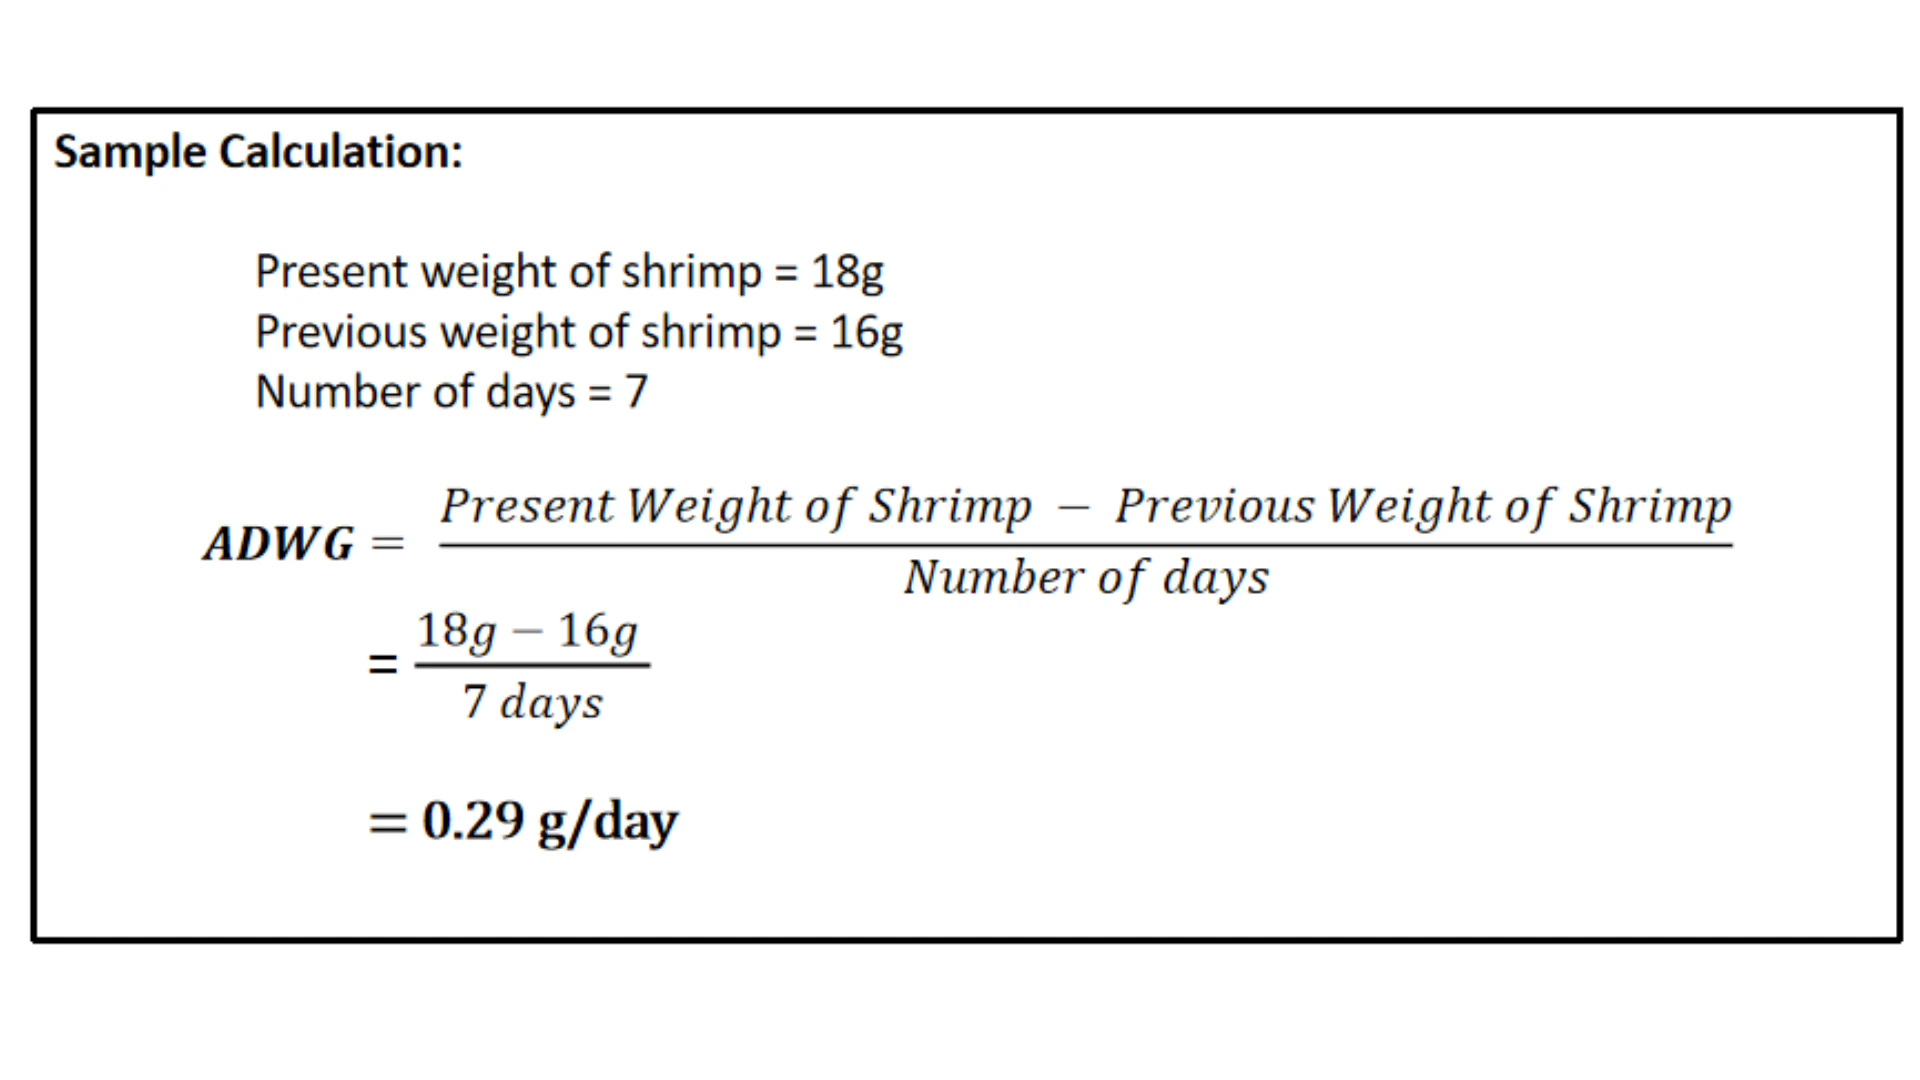 Sample Calculation:
Present weight of shrimp = 18g
Previous weight of shrimp = 16g
Number of days = 7
ADWG = Present Weight of Shrimp − Previous Weight of Shrimp
Number of days
= 18g − 16g
7 days
= 0.29 g/day